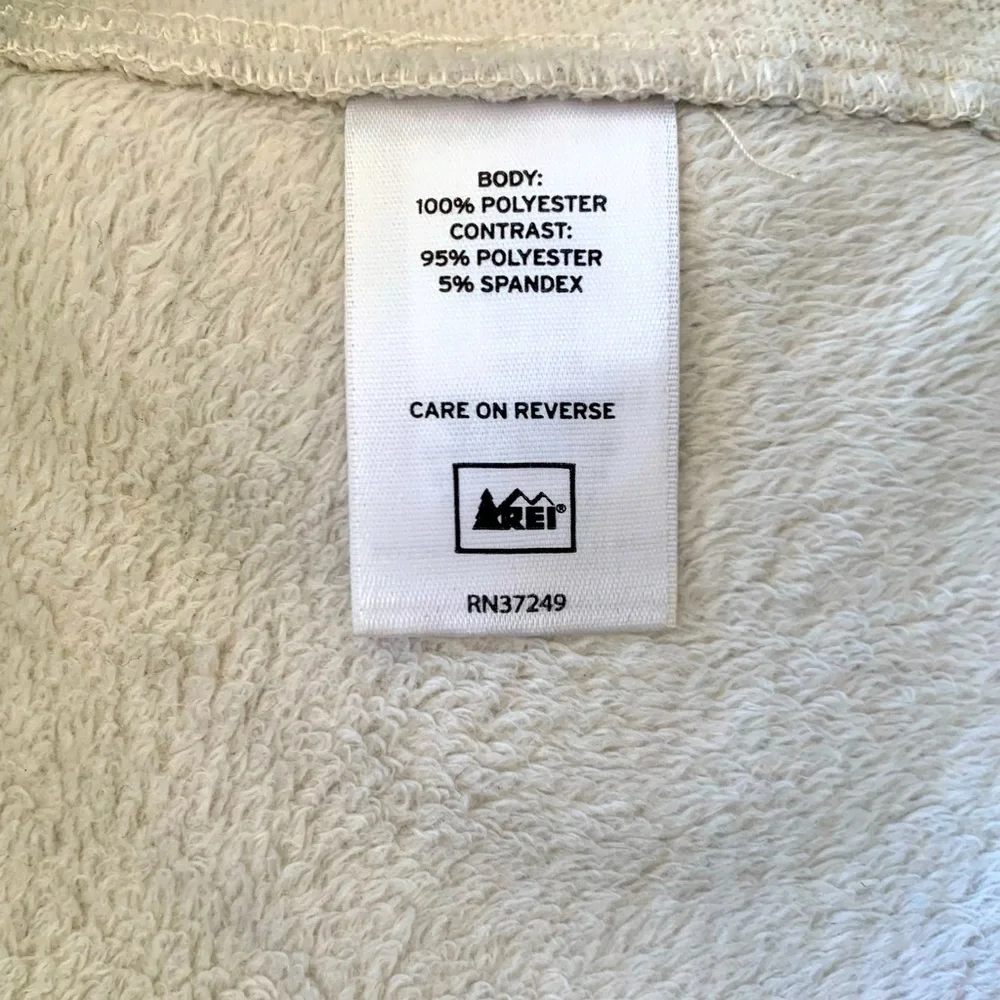 BODY:
100% POLYESTER
CONTRAST:
95% POLYESTER
5% SPANDEX
CARE ON REVERSE
REI®
RN37249